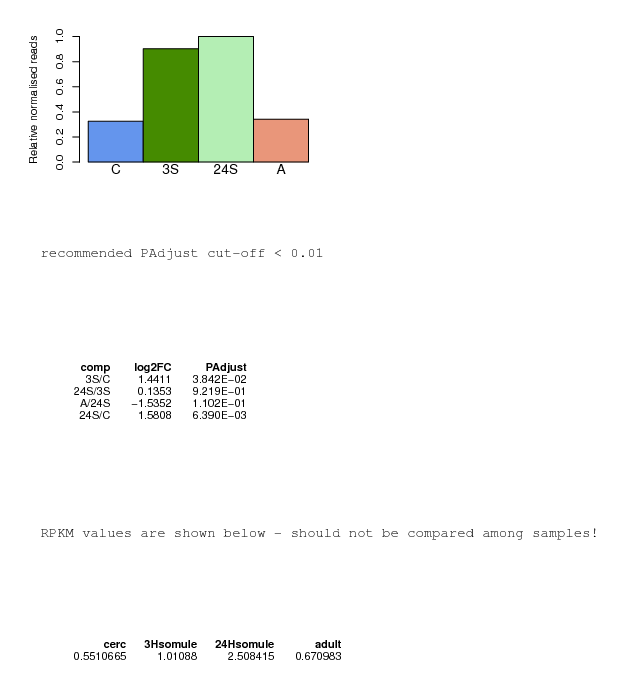 Relative normalised reads
1.0
0.8
0.6
0.4
0.2
0.0
C 3S 24S A
recommended PAdjust cut-off < 0.01
comp log2FC PAdjust
3S/C 1.4411 3.842E-02
24S/3S 0.1353 9.219E-01
A/24S -1.5352 1.102E-01
24S/C 1.5808 6.390E-03
RPKM values are shown below - should not be compared among samples!
cerc 3Hsomule 24Hsomule adult
0.5510665 1.01088 2.508415 0.670983